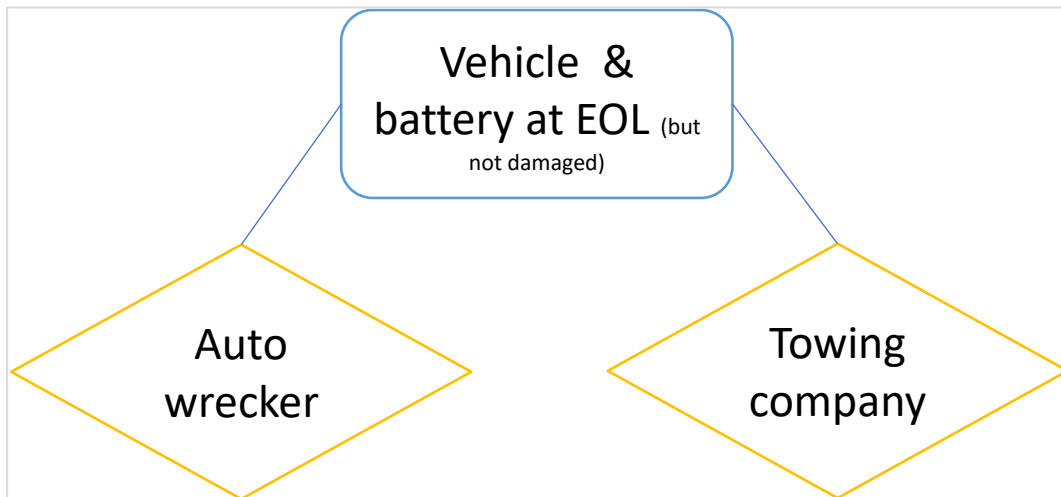 Vehicle &
battery at EOL (but
not damaged)
Auto
wrecker
Towing
company